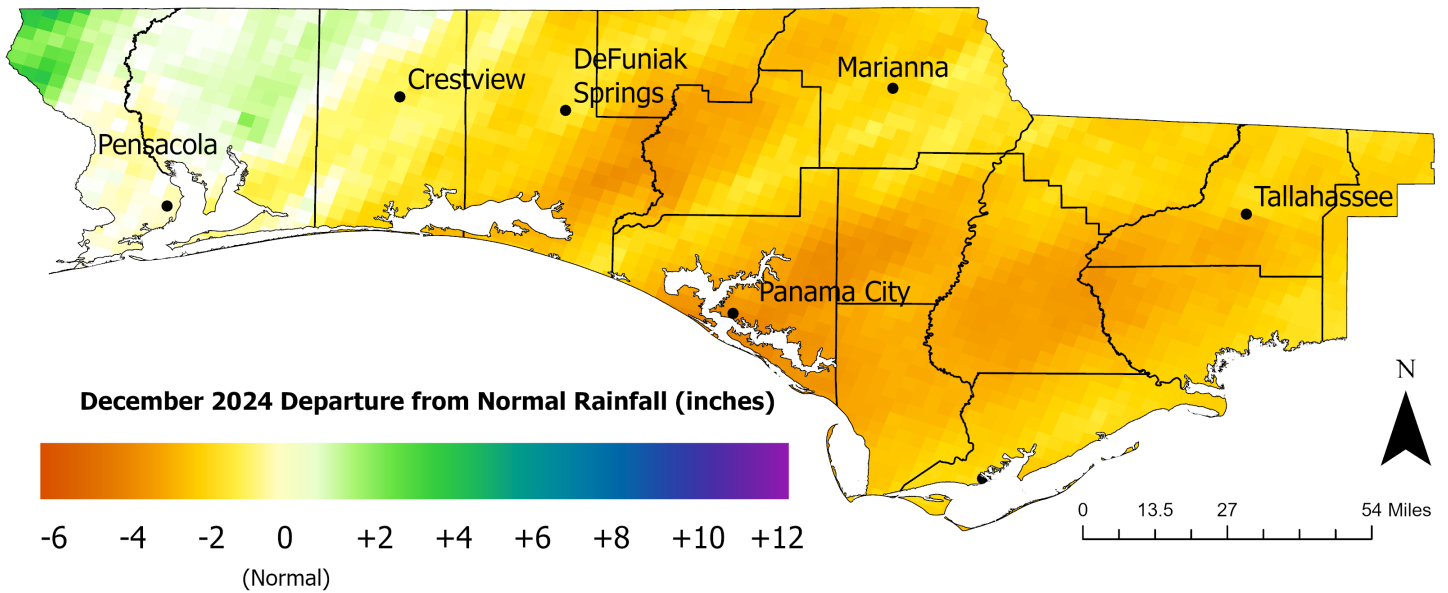 DeFuniak
Springs
Crestview
Marianna
Pensacola
Tallahassee
Panama City
December 2024 Departure from Normal Rainfall (inches)
-6 -4 -2 0 +2 +4 +6 +8 +10 +12
(Normal)
N
0 13.5 27 54 Miles